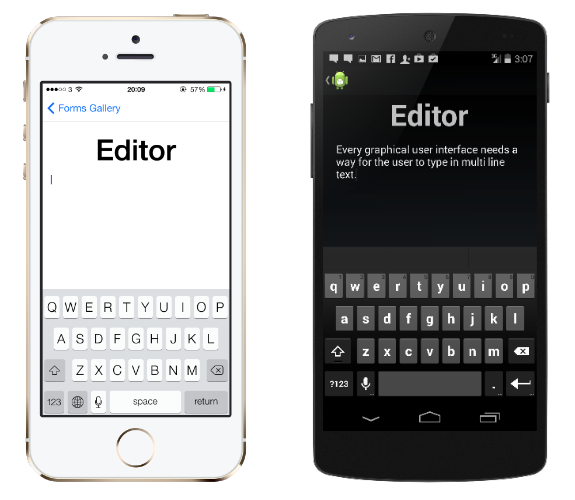 3 20:09 57%
Forms Gallery
Editor
Q W E R T Y U I O P
A S D F G H J K L
Z X C V B N M
123 space return
3:07
Editor
Every graphical user interface needs a
way for the user to type in multi line
text.
q w e r t y u i o p
a s d f g h j k l
z x c v b n m
?123 .